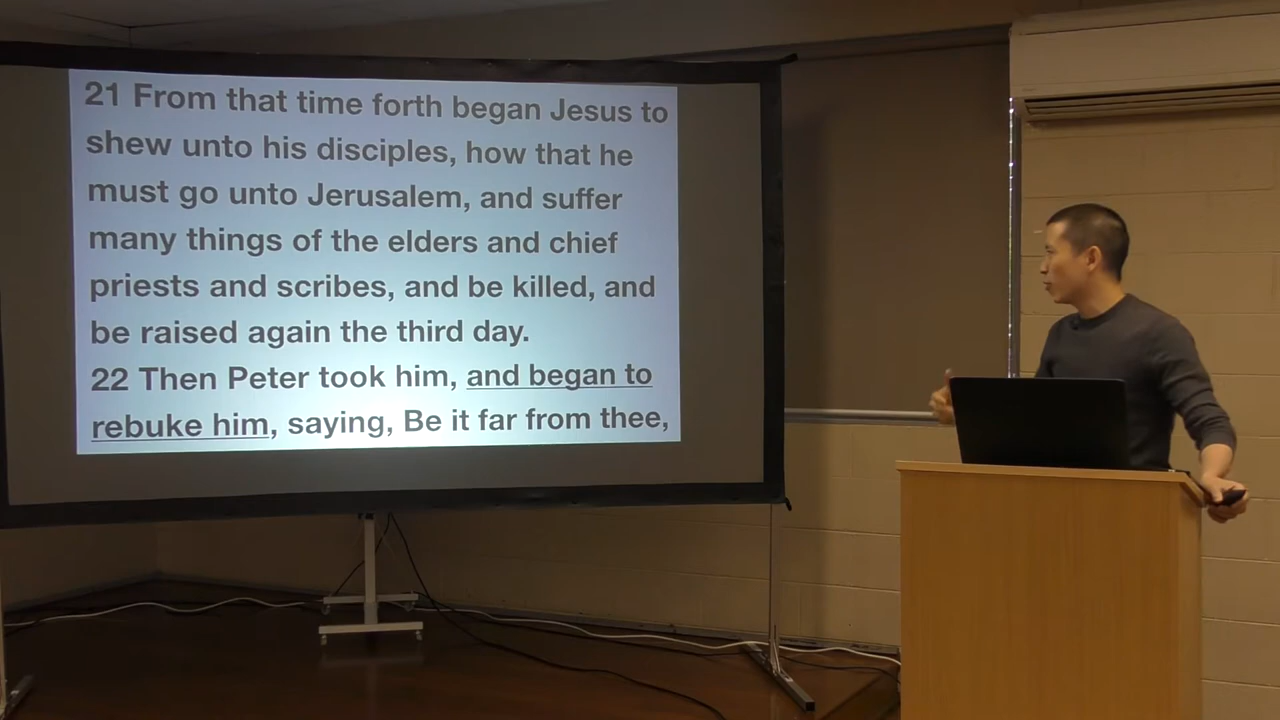 21 From that time forth began Jesus to
shew unto his disciples, how that he
must go unto Jerusalem, and suffer
many things of the elders and chief
priests and scribes, and be killed, and
be raised again the third day.
22 Then Peter took him, and began to
rebuke him, saying, Be it far from thee,